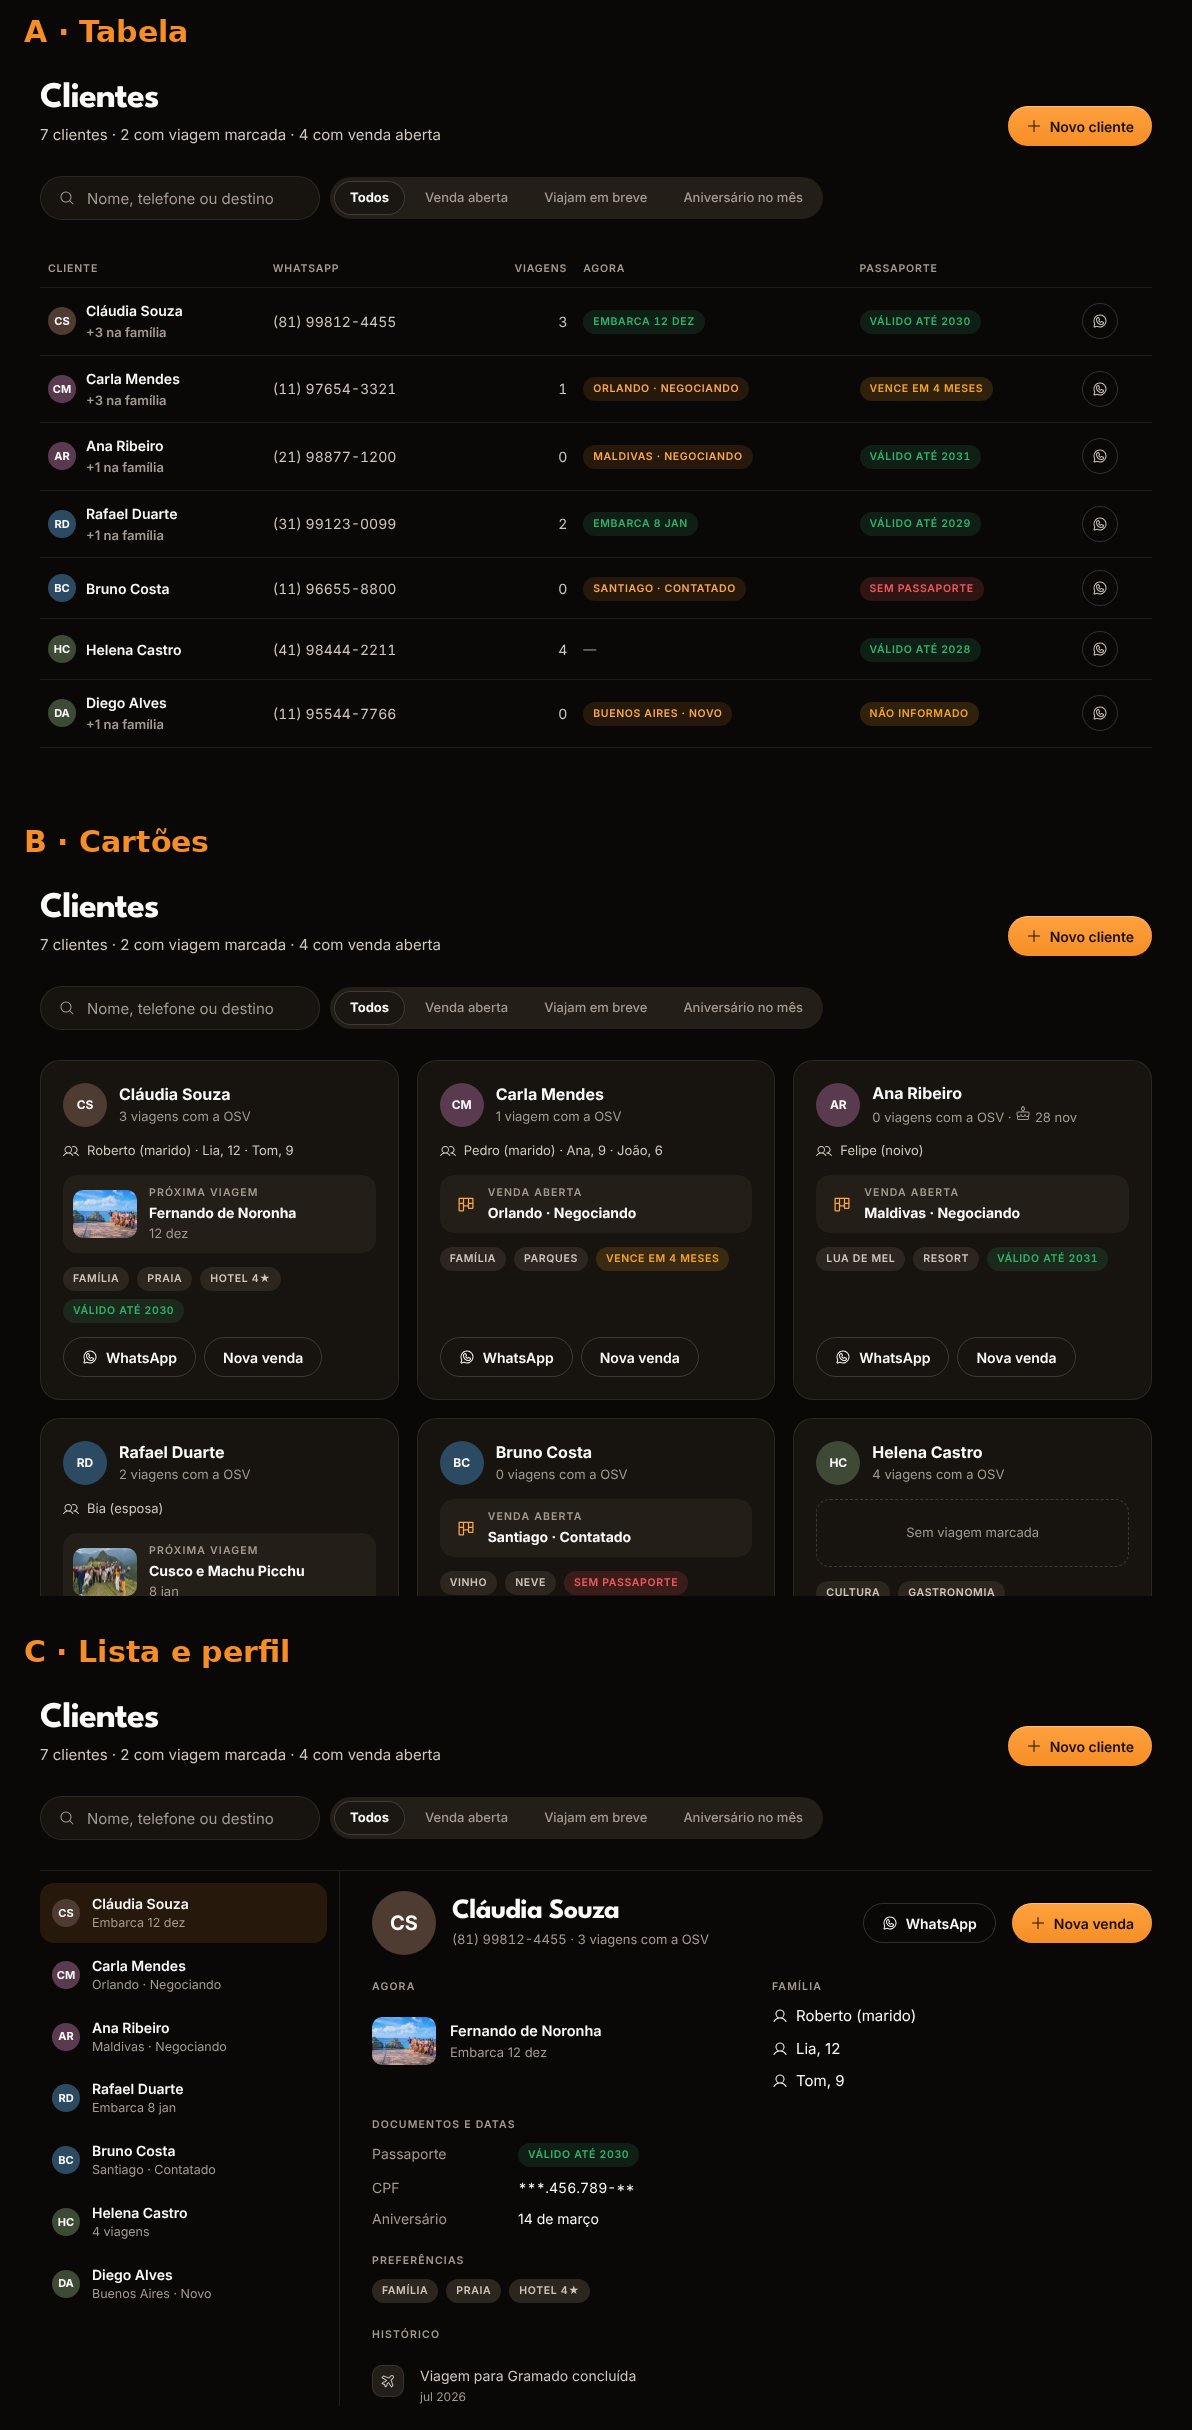 A · Tabela
Clientes
7 clientes · 2 com viagem marcada · 4 com venda aberta
+ Novo cliente
Nome, telefone ou destino
Todos Venda aberta Viajam em breve Aniversário no mês
CLIENTE WHATSAPP VIAGENS AGORA PASSAPORTE
CS Cláudia Souza
+3 na família
(81) 99812-4455 3 EMBARCA 12 DEZ VÁLIDO ATÉ 2030
CM Carla Mendes
+3 na família
(11) 97654-3321 1 ORLANDO · NEGOCIANDO VENCE EM 4 MESES
AR Ana Ribeiro
+1 na família
(21) 98877-1200 0 MALDIVAS · NEGOCIANDO VÁLIDO ATÉ 2031
RD Rafael Duarte
+1 na família
(31) 99123-0099 2 EMBARCA 8 JAN VÁLIDO ATÉ 2029
BC Bruno Costa (11) 96655-8800 0 SANTIAGO · CONTATADO SEM PASSAPORTE
HC Helena Castro (41) 98444-2211 4 — VÁLIDO ATÉ 2028
DA Diego Alves
+1 na família
(11) 95544-7766 0 BUENOS AIRES · NOVO NÃO INFORMADO
B · Cartões
Clientes
7 clientes · 2 com viagem marcada · 4 com venda aberta
+ Novo cliente
Nome, telefone ou destino
Todos Venda aberta Viajam em breve Aniversário no mês
CS Cláudia Souza
3 viagens com a OSV
Roberto (marido) · Lia, 12 · Tom, 9
PRÓXIMA VIAGEM
Fernando de Noronha
12 dez
FAMÍLIA PRAIA HOTEL 4★
VÁLIDO ATÉ 2030
WhatsApp Nova venda
CM Carla Mendes
1 viagem com a OSV
Pedro (marido) · Ana, 9 · João, 6
VENDA ABERTA
Orlando · Negociando
FAMÍLIA PARQUES VENCE EM 4 MESES
WhatsApp Nova venda
AR Ana Ribeiro
0 viagens com a OSV · 28 nov
Felipe (noivo)
VENDA ABERTA
Maldivas · Negociando
LUA DE MEL RESORT VÁLIDO ATÉ 2031
WhatsApp Nova venda
RD Rafael Duarte
2 viagens com a OSV
Bia (esposa)
PRÓXIMA VIAGEM
Cusco e Machu Picchu
8 jan
BC Bruno Costa
0 viagens com a OSV
VENDA ABERTA
Santiago · Contatado
VINHO NEVE SEM PASSAPORTE
HC Helena Castro
4 viagens com a OSV
Sem viagem marcada
CULTURA GASTRONOMIA
C · Lista e perfil
Clientes
7 clientes · 2 com viagem marcada · 4 com venda aberta
+ Novo cliente
Nome, telefone ou destino
Todos Venda aberta Viajam em breve Aniversário no mês
CS Cláudia Souza
Embarca 12 dez
CM Carla Mendes
Orlando · Negociando
AR Ana Ribeiro
Maldivas · Negociando
RD Rafael Duarte
Embarca 8 jan
BC Bruno Costa
Santiago · Contatado
HC Helena Castro
4 viagens
DA Diego Alves
Buenos Aires · Novo
CS Cláudia Souza
(81) 99812-4455 · 3 viagens com a OSV
WhatsApp + Nova venda
AGORA
Fernando de Noronha
Embarca 12 dez
FAMÍLIA
Roberto (marido)
Lia, 12
Tom, 9
DOCUMENTOS E DATAS
Passaporte VÁLIDO ATÉ 2030
CPF ***.456.789-**
Aniversário 14 de março
PREFERÊNCIAS
FAMÍLIA PRAIA HOTEL 4★
HISTÓRICO
Viagem para Gramado concluída
jul 2026